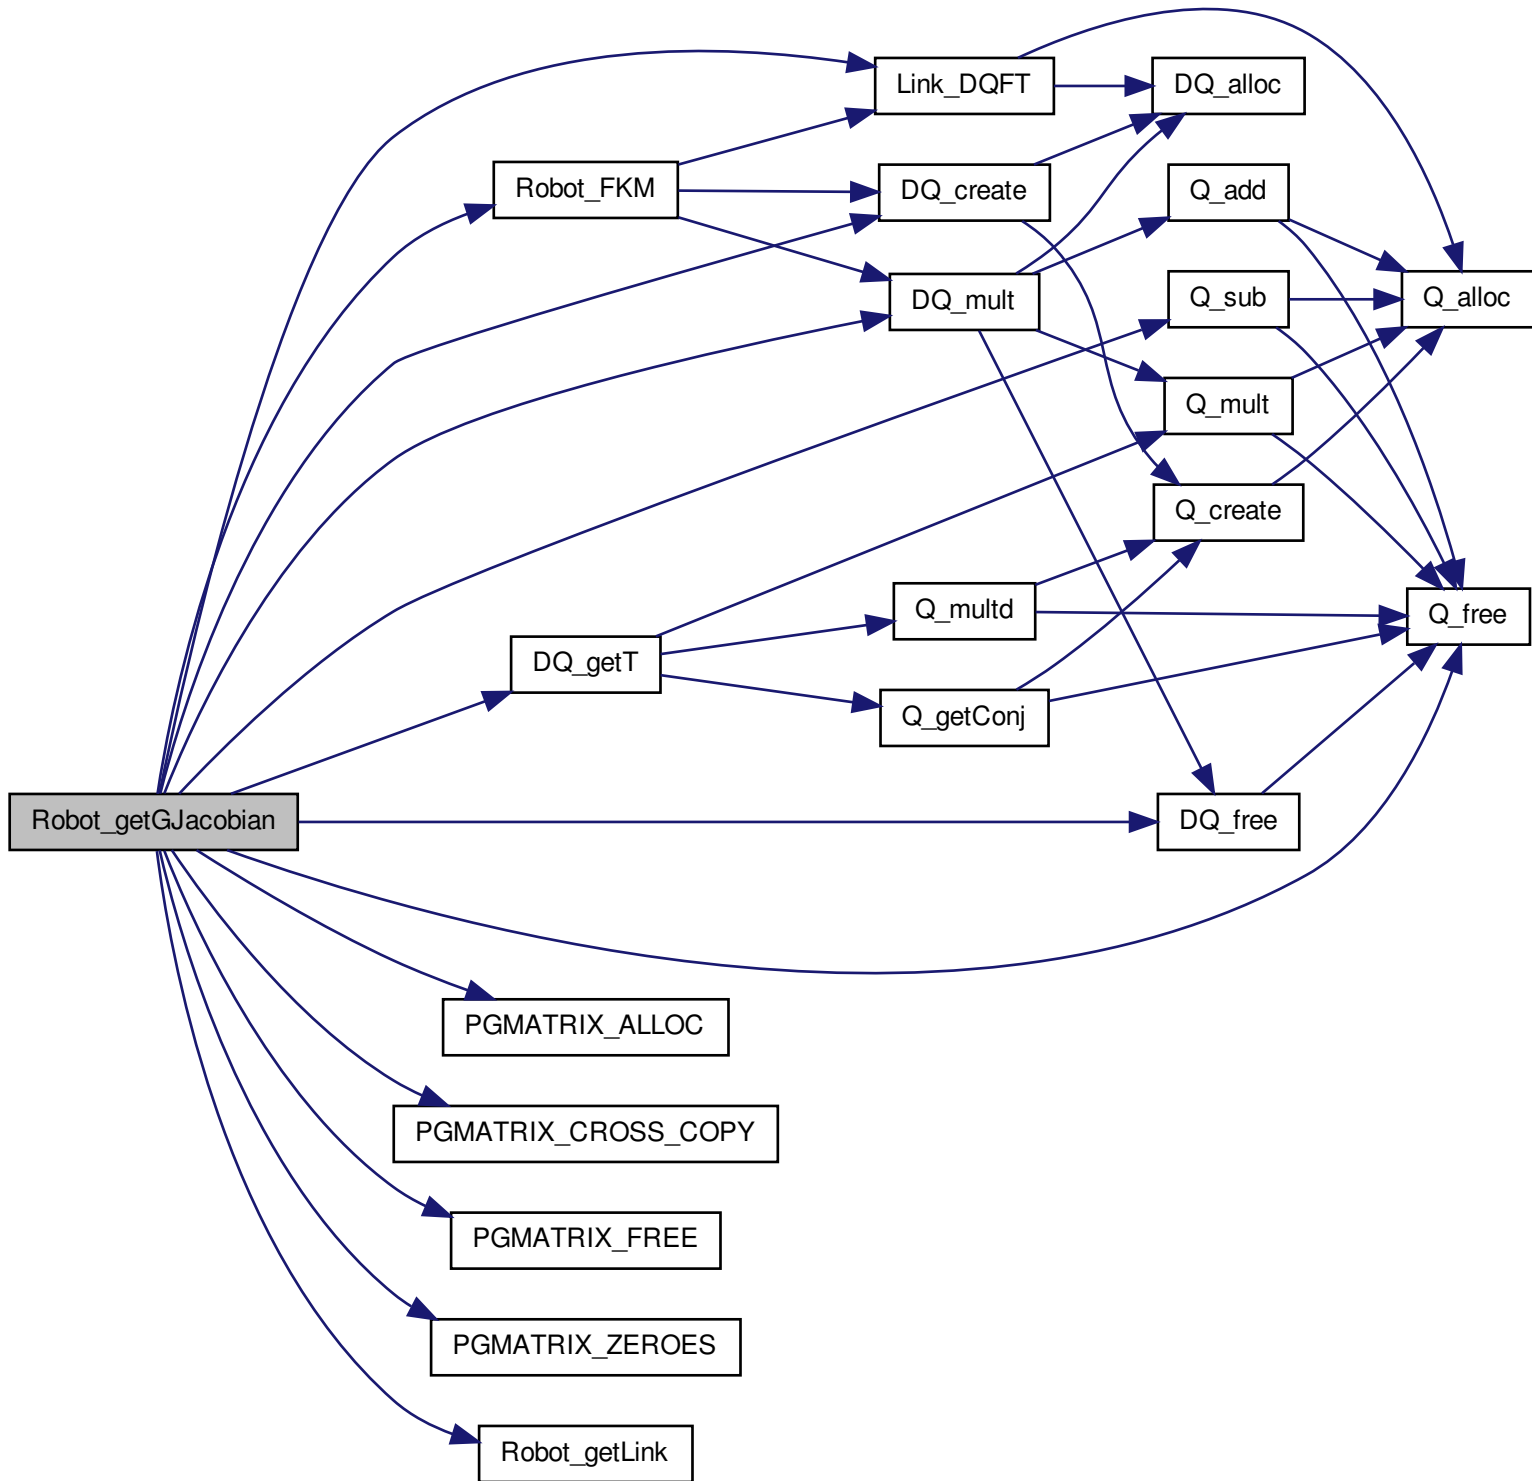 Link_DQFT
DQ_alloc
Robot_FKM
DQ_create
Q_add
DQ_mult
Q_sub
Q_alloc
Q_mult
Q_create
Q_multd
Q_free
DQ_getT
Q_getConj
Robot_getGJacobian
DQ_free
PGMATRIX_ALLOC
PGMATRIX_CROSS_COPY
PGMATRIX_FREE
PGMATRIX_ZEROES
Robot_getLink